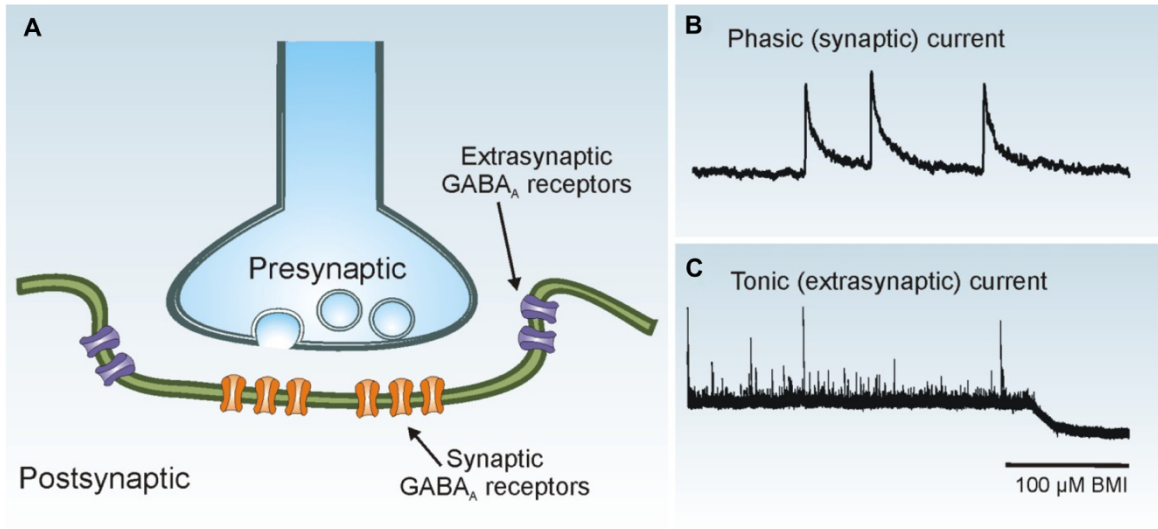 A
Extrasynaptic
GABAA receptors
Presynaptic
Synaptic
GABAA receptors
Postsynaptic
B
Phasic (synaptic) current
C
Tonic (extrasynaptic) current
100 µM BMI